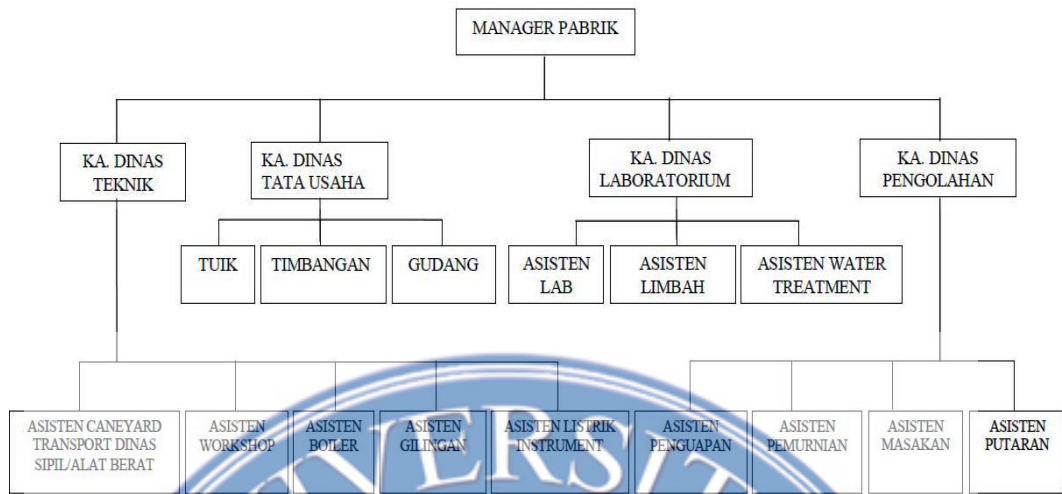 MANAGER PABRIK
KA. DINAS
TEKNIK
KA. DINAS
TATA USAHA
KA. DINAS
LABORATORIUM
KA. DINAS
PENGOLAHAN
TUIK
TIMBANGAN
GUDANG
ASISTEN
LAB
ASISTEN
LIMBAH
ASISTEN WATER
TREATMENT
ASISTEN CANEYARD
TRANSPORT DINAS
SIPIL/ALAT BERAT
ASISTEN
WORKSHOP
ASISTEN
BOILER
ASISTEN
GILINGAN
ASISTEN LISTRIK
INSTRUMENT
ASISTEN
PENGUAPAN
ASISTEN
PEMURNIAN
ASISTEN
MASAKAN
ASISTEN
PUTARAN
VERSIT